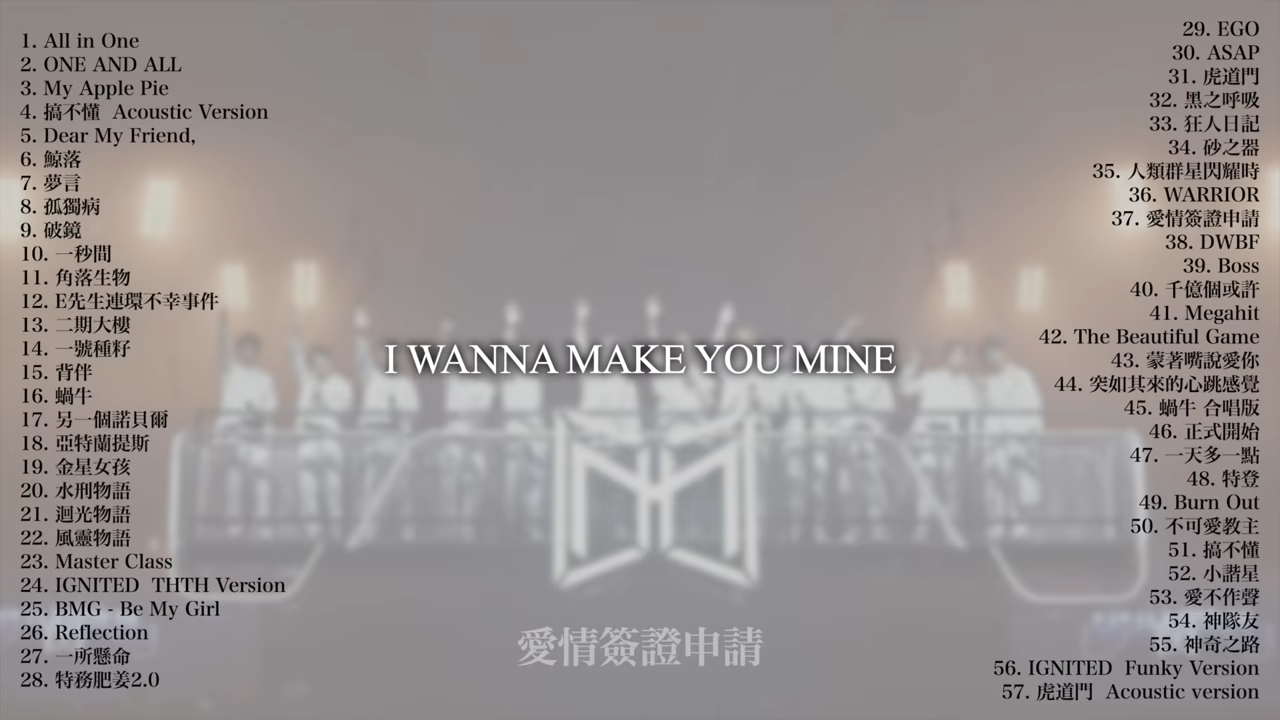 1. All in One
2. ONE AND ALL
3. My Apple Pie
4. 搞不懂  Acoustic Version
5. Dear My Friend,
6. 鯨落
7. 夢言
8. 孤獨病
9. 破鏡
10. 一秒間
11. 角落生物
12. E先生連環不幸事件
13. 二期大樓
14. 一號種籽
15. 背伴
16. 蝸牛
17. 另一個諾貝爾
18. 亞特蘭提斯
19. 金星女孩
20. 水刑物語
21. 迴光物語
22. 風靈物語
23. Master Class
24. IGNITED  THTH Version
25. BMG - Be My Girl
26. Reflection
27. 一所懸命
28. 特務肥姜2.0
I WANNA MAKE YOU MINE
愛情簽證申請
29. EGO
30. ASAP
31. 虎道門
32. 黑之呼吸
33. 狂人日記
34. 砂之器
35. 人類群星閃耀時
36. WARRIOR
37. 愛情簽證申請
38. DWBF
39. Boss
40. 千億個或許
41. Megahit
42. The Beautiful Game
43. 蒙著嘴說愛你
44. 突如其來的心跳感覺
45. 蝸牛 合唱版
46. 正式開始
47. 一天多一點
48. 特登
49. Burn Out
50. 不可愛教主
51. 搞不懂
52. 小諧星
53. 愛不作聲
54. 神隊友
55. 神奇之路
56. IGNITED  Funky Version
57. 虎道門  Acoustic version